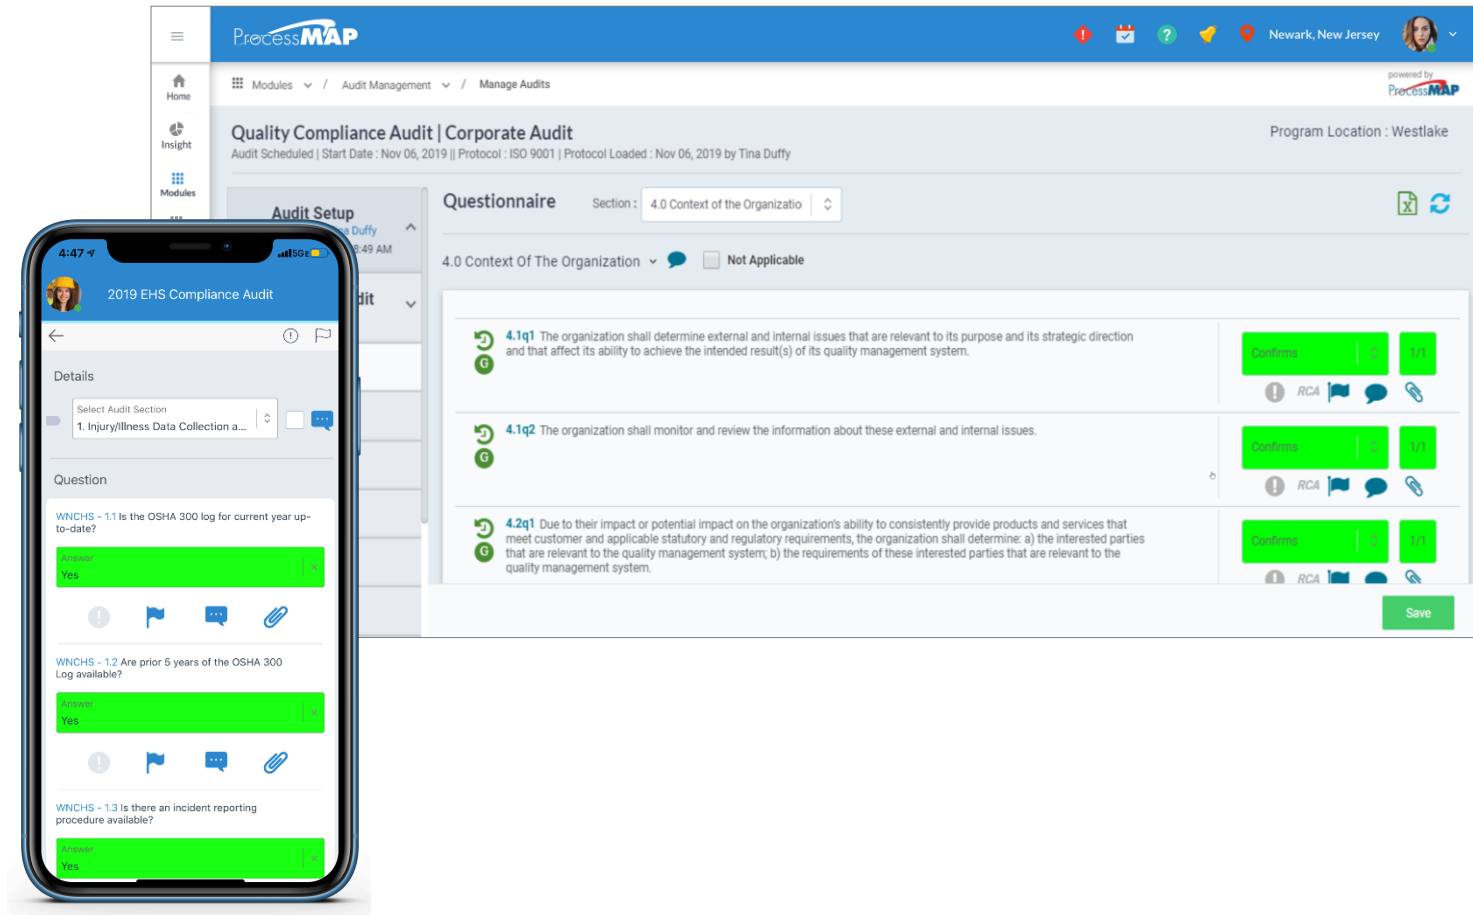 ProcessMAP
Newark, New Jersey
Home
Modules / Audit Management / Manage Audits
powered by
ProcessMAP
Insight
Modules
Quality Compliance Audit | Corporate Audit
Program Location : Westlake
Audit Scheduled | Start Date : Nov 06, 2019 || Protocol : ISO 9001 | Protocol Loaded : Nov 06, 2019 by Tina Duffy
Audit Setup
Duffy
8:49 AM
dit
Questionnaire
Section : 4.0 Context of the Organizatio
4.0 Context Of The Organization
Not Applicable
4.1q1 The organization shall determine external and internal issues that are relevant to its purpose and its strategic direction
and that affect its ability to achieve the intended result(s) of its quality management system.
G
Confirms 1/1
RCA
4.1q2 The organization shall monitor and review the information about these external and internal issues.
G
Confirms 1/1
RCA
4.2q1 Due to their impact or potential impact on the organization's ability to consistently provide products and services that
meet customer and applicable statutory and regulatory requirements, the organization shall determine: a) the interested parties
that are relevant to the quality management system; b) the requirements of these interested parties that are relevant to the
quality management system.
G
Confirms 1/1
RCA
Save
4:47
5GE
2019 EHS Compliance Audit
Details
Select Audit Section
1. Injury/Illness Data Collection a...
Question
WNCHS - 1.1 Is the OSHA 300 log for current year up-
to-date?
Answer
Yes
WNCHS - 1.2 Are prior 5 years of the OSHA 300
Log available?
Answer
Yes
WNCHS - 1.3 Is there an incident reporting
procedure available?
Answer
Yes